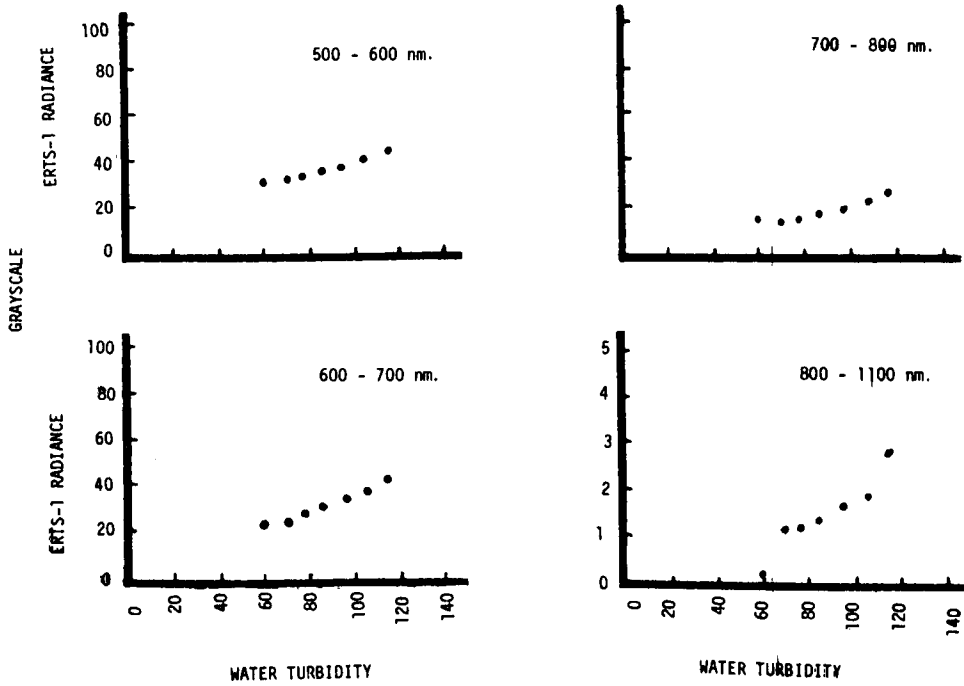 GRAYSCALE
ERTS-1 RADIANCE
100
80
60
40
20
0
500 - 600 nm.
700 - 800 nm.
ERTS-1 RADIANCE
100
80
60
40
20
0
600 - 700 nm.
0 20 40 60 80 100 120 140
WATER TURBIDITY
5
4
3
2
1
0
800 - 1100 nm.
0 20 40 60 80 100 120 140
WATER TURBIDITY